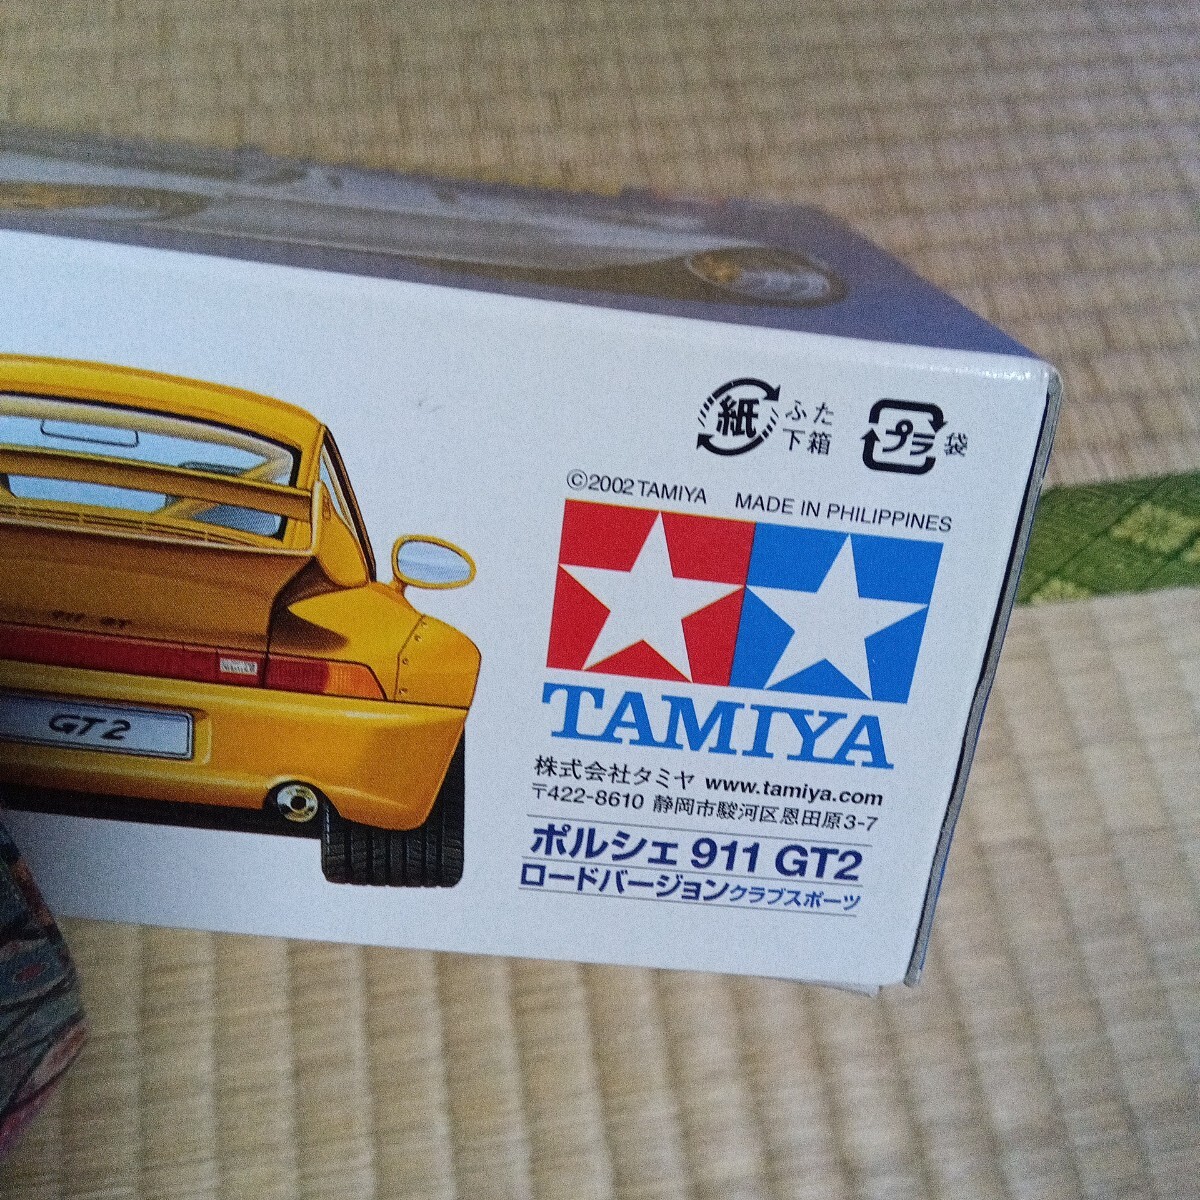 紙 ふた
下箱
プラ 袋
©2002 TAMIYA MADE IN PHILIPPINES
TAMIYA
株式会社タミヤ www.tamiya.com
〒422-8610 静岡市駿河区恩田原3-7
ポルシェ 911 GT2
ロードバージョンクラブスポーツ
911 GT
GT2